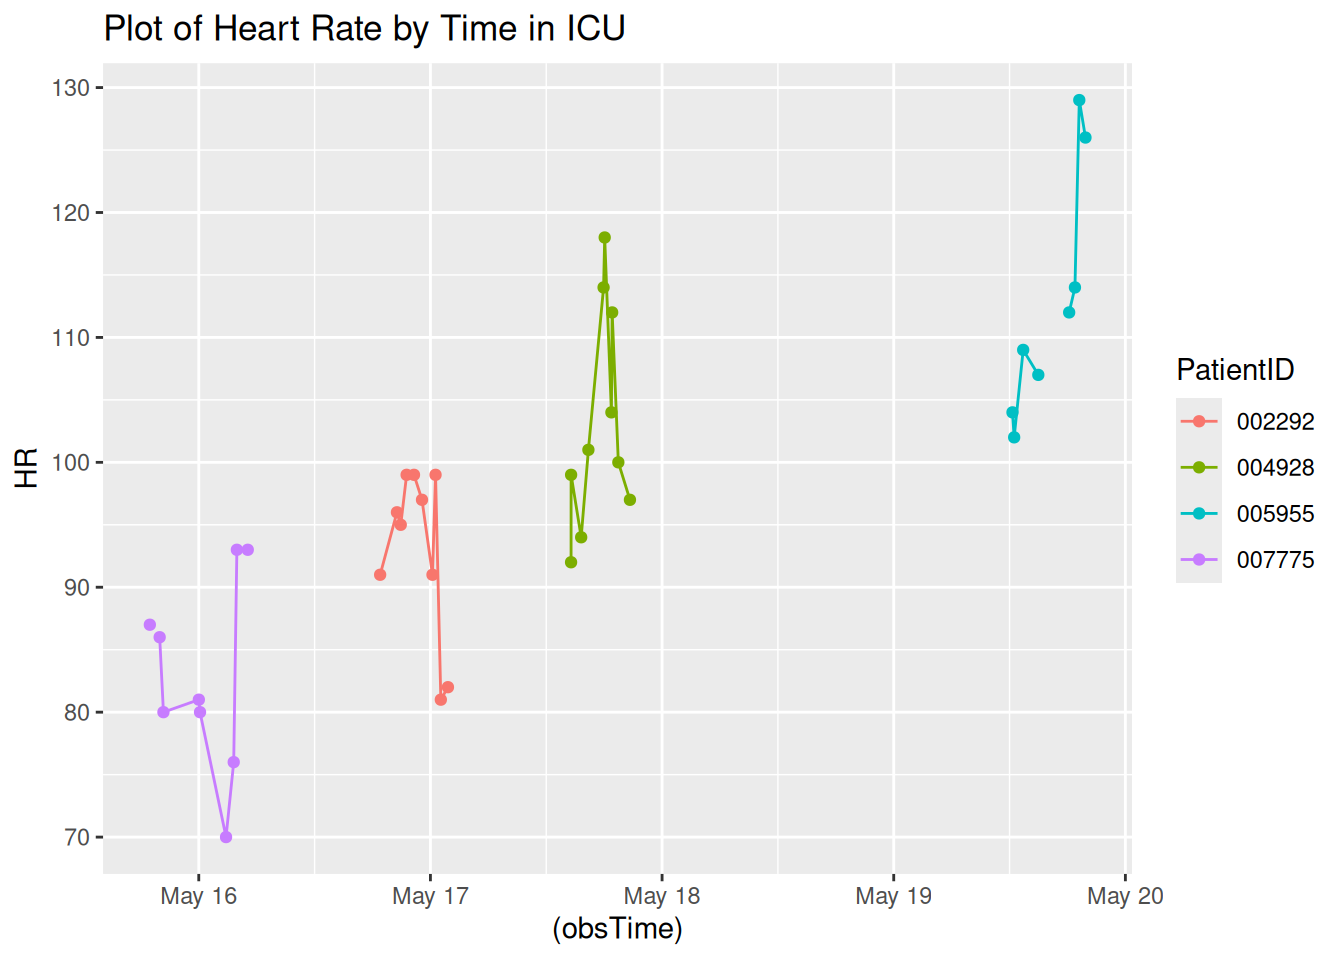 Plot of Heart Rate by Time in ICU
130
120
110
100
90
80
70
HR
May 16
May 17
May 18
May 19
May 20
(obsTime)
PatientID
002292
004928
005955
007775